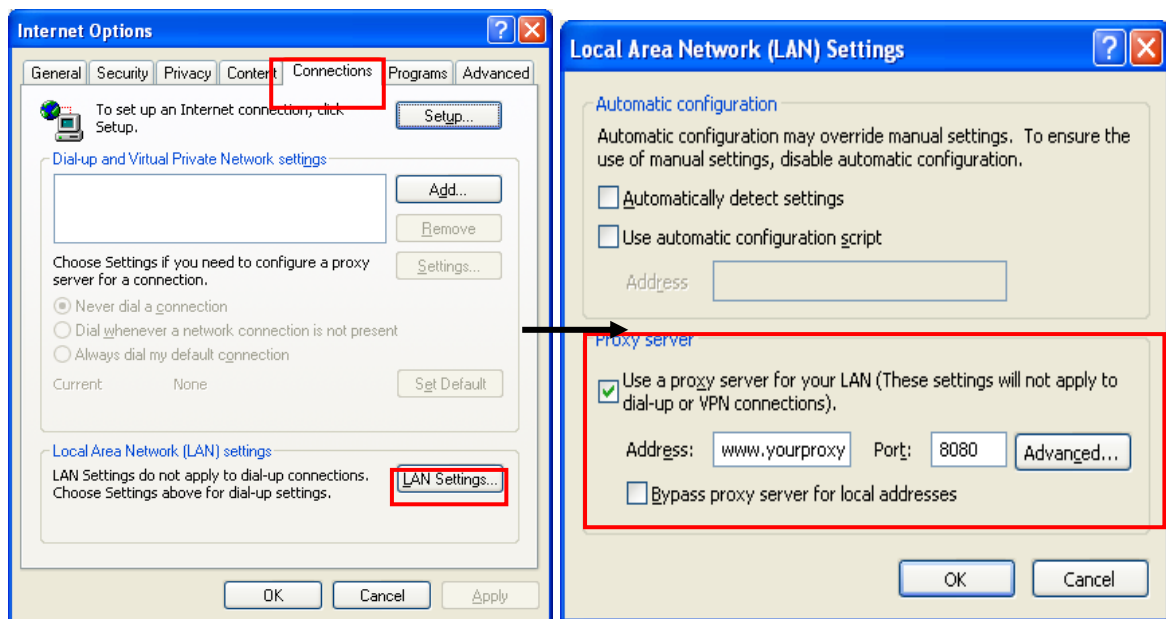 Internet Options
General Security Privacy Content Connections Programs Advanced
To set up an Internet connection, click
Setup.
Setup...
Dial-up and Virtual Private Network settings
Add...
Remove
Choose Settings if you need to configure a proxy
server for a connection.
Settings...
Never dial a connection
Dial whenever a network connection is not present
Always dial my default connection
Current None
Set Default
Local Area Network (LAN) settings
LAN Settings do not apply to dial-up connections.
Choose Settings above for dial-up settings.
LAN Settings...
OK Cancel Apply
Local Area Network (LAN) Settings
Automatic configuration
Automatic configuration may override manual settings. To ensure the
use of manual settings, disable automatic configuration.
Automatically detect settings
Use automatic configuration script
Address
Proxy server
Use a proxy server for your LAN (These settings will not apply to
dial-up or VPN connections).
Address: www.yourproxy Port: 8080 Advanced...
Bypass proxy server for local addresses
OK Cancel